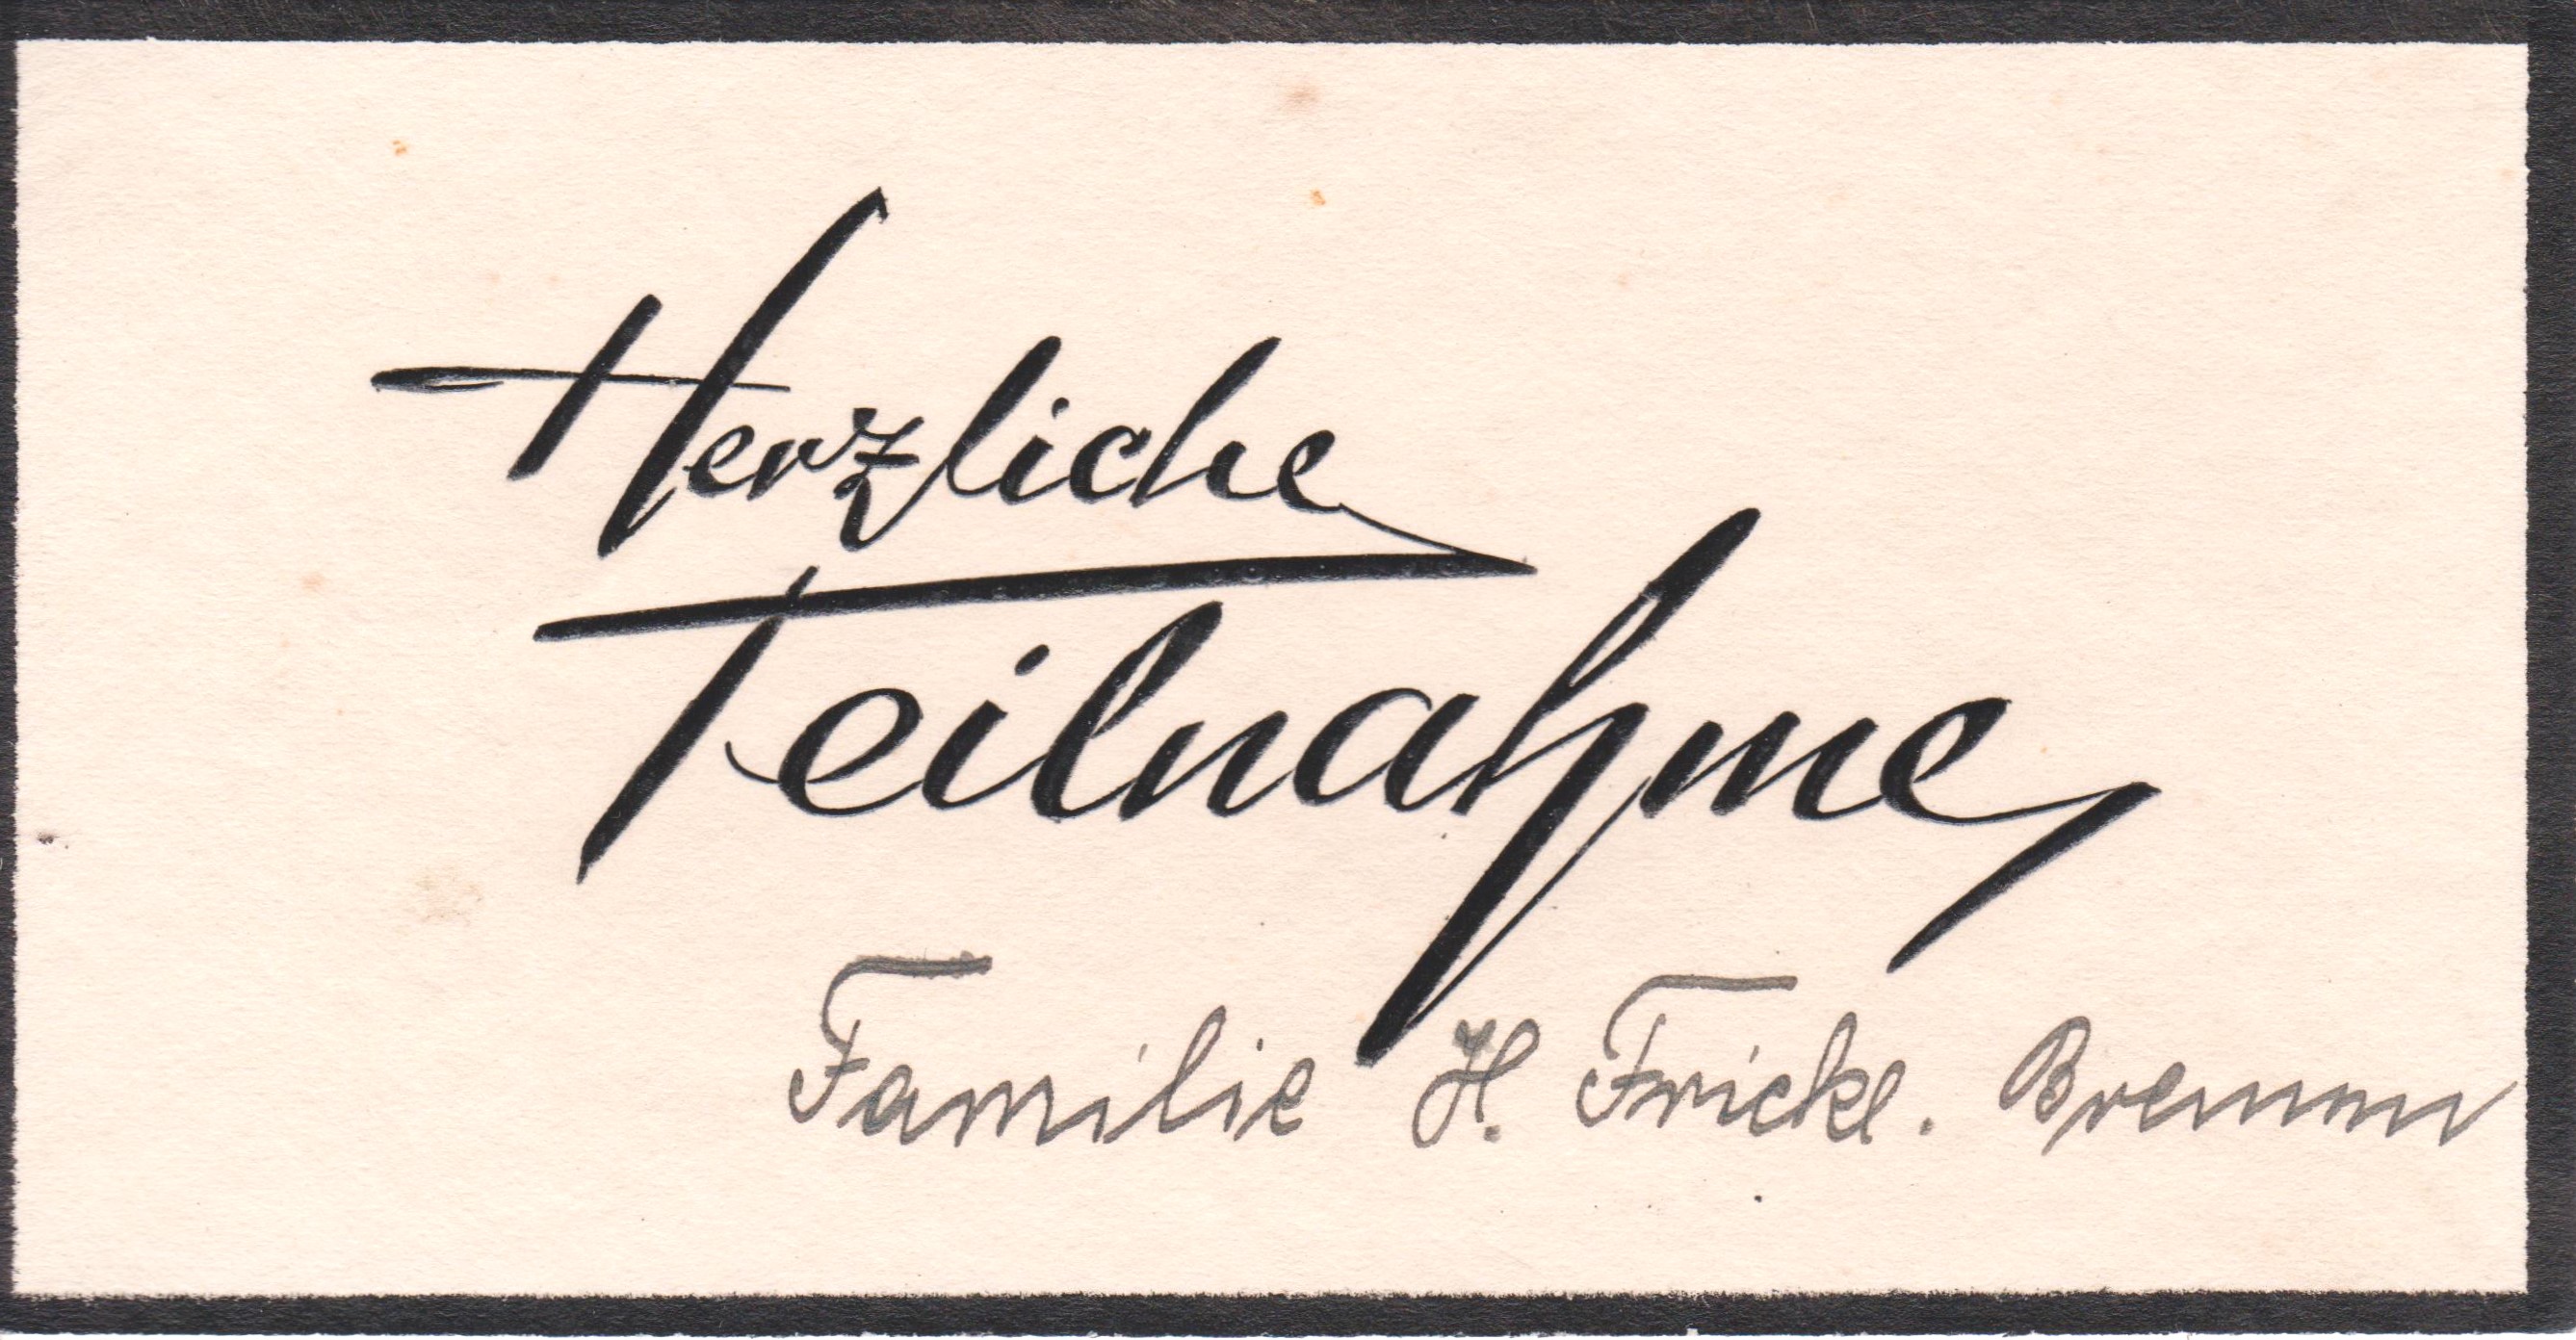 Herzliche
Teilnahme
Familie H. Fricke. Bremen